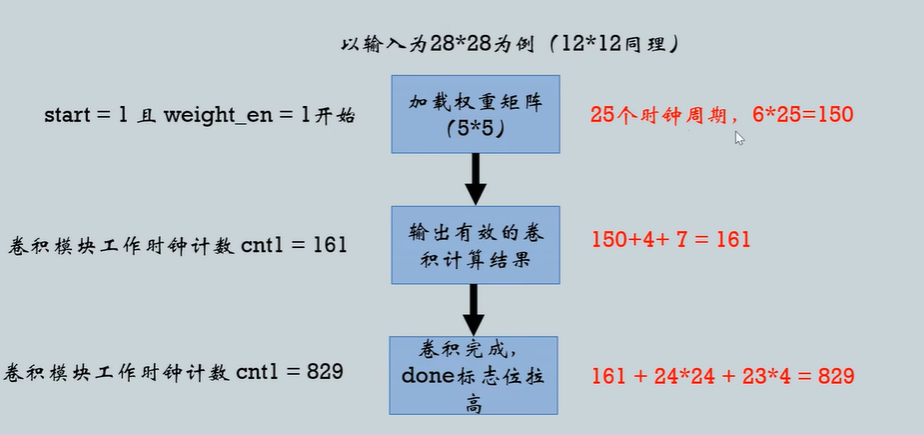 以输入为28*28为例（12*12同理）
start = 1 且 weight_en = 1开始
加载权重矩阵
（5*5）
25个时钟周期，6*25=150
卷积模块工作时钟计数 cnt1 = 161
输出有效的卷
积计算结果
150+4+ 7 = 161
卷积模块工作时钟计数 cnt1 = 829
卷积完成，
done标志位拉
高
161 + 24*24 + 23*4 = 829